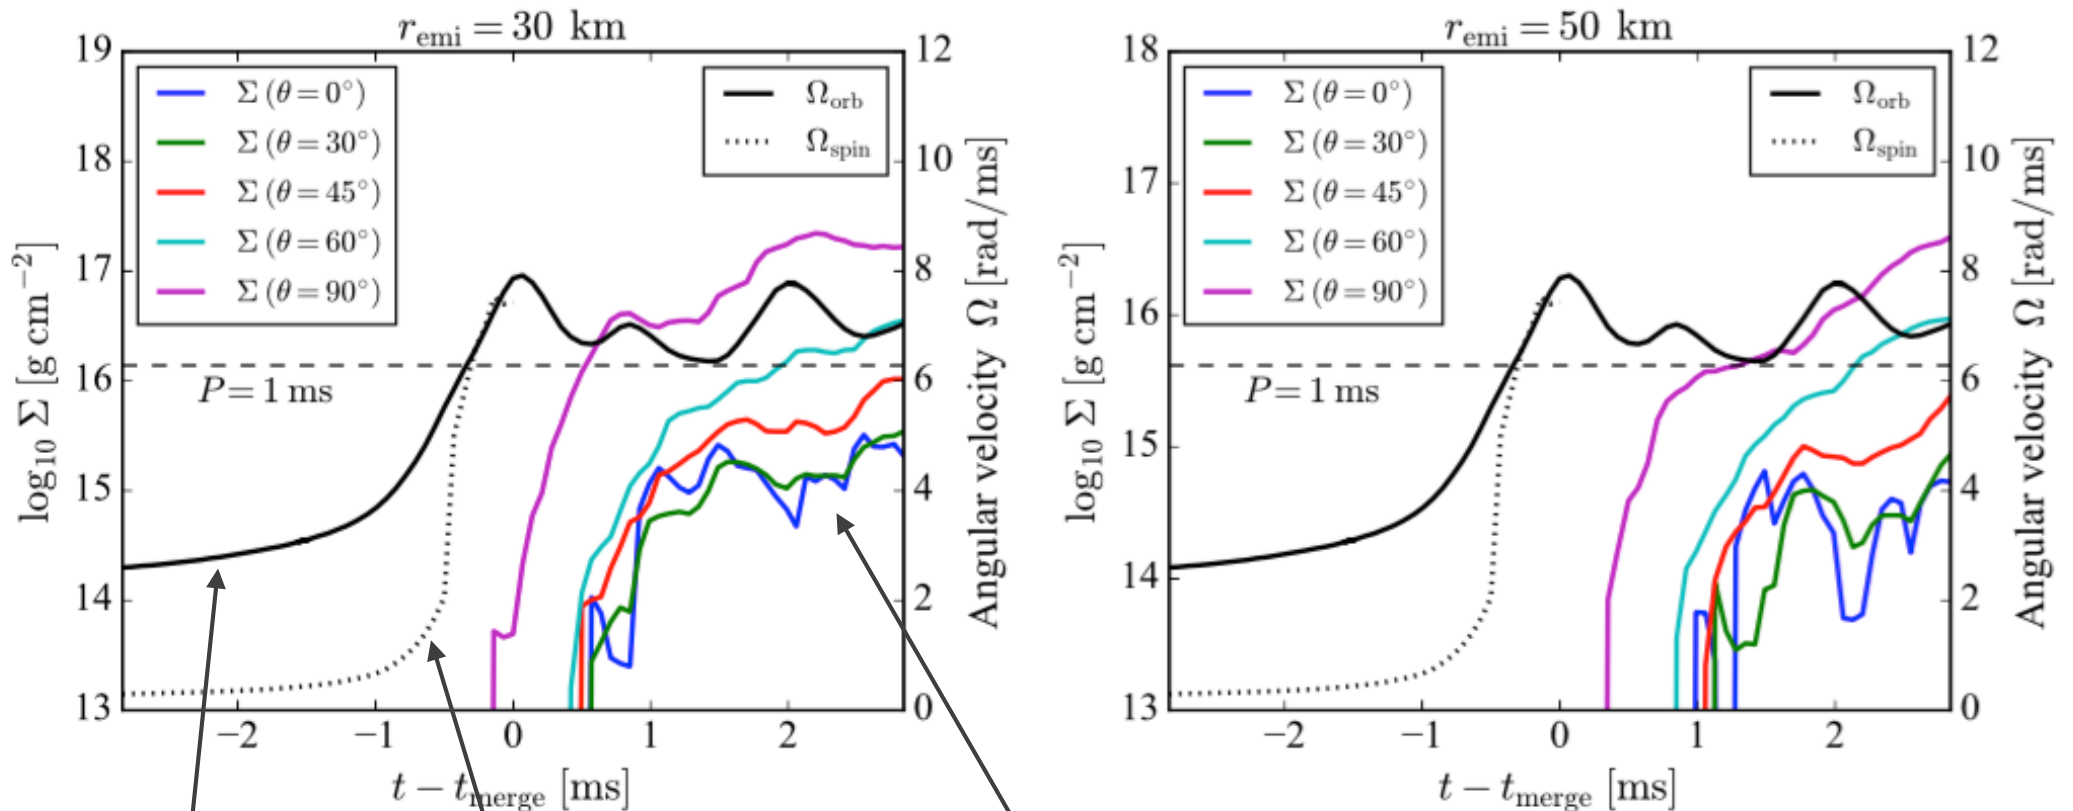 r_emi = 30 km
Σ (θ = 0°)
Σ (θ = 30°)
Σ (θ = 45°)
Σ (θ = 60°)
Σ (θ = 90°)
Ω_orb
Ω_spin
P = 1 ms
log₁₀ Σ [g cm⁻²]
19
18
17
16
15
14
13
12
10
8
6
4
2
0
Angular velocity Ω [rad/ms]
−2 −1 0 1 2
t − t_merge [ms]
r_emi = 50 km
Σ (θ = 0°)
Σ (θ = 30°)
Σ (θ = 45°)
Σ (θ = 60°)
Σ (θ = 90°)
Ω_orb
Ω_spin
P = 1 ms
log₁₀ Σ [g cm⁻²]
18
17
16
15
14
13
12
10
8
6
4
2
0
Angular velocity Ω [rad/ms]
−2 −1 0 1 2
t − t_merge [ms]